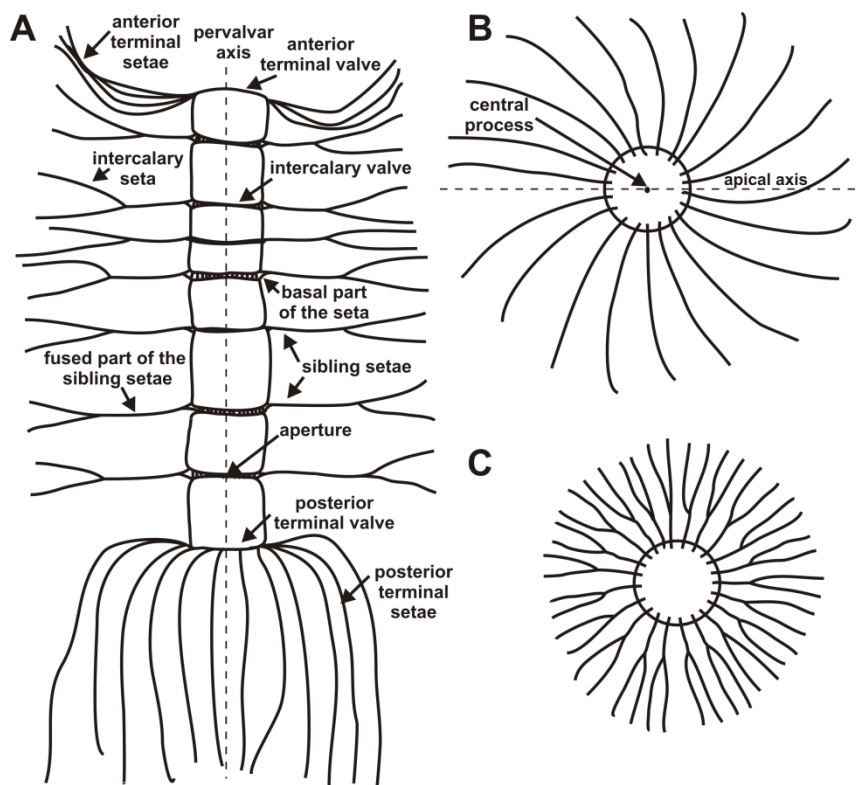 A
anterior
terminal
setae
pervalvar
axis
anterior
terminal valve
intercalary
seta
intercalary valve
basal part
of the seta
fused part of the
sibling setae
sibling setae
aperture
posterior
terminal valve
posterior
terminal
setae
B
central
process
apical axis
C